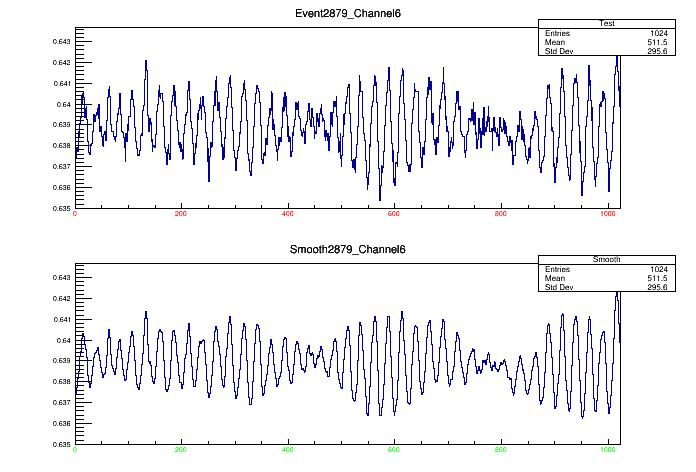 Event2879_Channel6
Test
Entries 1024
Mean 511.5
Std Dev 295.6
0.643
0.642
0.641
0.64
0.639
0.638
0.637
0.636
0.635
0 200 400 600 800 1000
Smooth2879_Channel6
Smooth
Entries 1024
Mean 511.5
Std Dev 295.6
0.643
0.642
0.641
0.64
0.639
0.638
0.637
0.636
0.635
0 200 400 600 800 1000